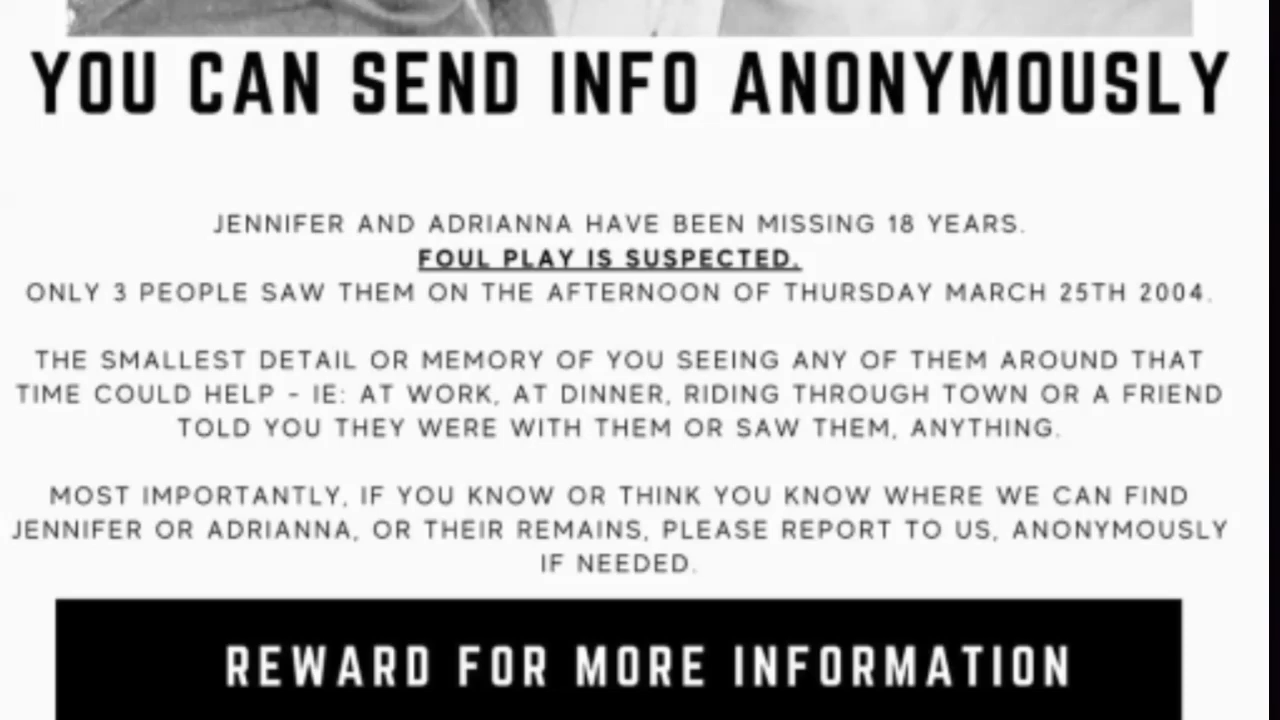 YOU CAN SEND INFO ANONYMOUSLY
JENNIFER AND ADRIANNA HAVE BEEN MISSING 18 YEARS.
FOUL PLAY IS SUSPECTED.
ONLY 3 PEOPLE SAW THEM ON THE AFTERNOON OF THURSDAY MARCH 25TH 2004.
THE SMALLEST DETAIL OR MEMORY OF YOU SEEING ANY OF THEM AROUND THAT
TIME COULD HELP - IE: AT WORK, AT DINNER, RIDING THROUGH TOWN OR A FRIEND
TOLD YOU THEY WERE WITH THEM OR SAW THEM, ANYTHING.
MOST IMPORTANTLY, IF YOU KNOW OR THINK YOU KNOW WHERE WE CAN FIND
JENNIFER OR ADRIANNA, OR THEIR REMAINS, PLEASE REPORT TO US, ANONYMOUSLY
IF NEEDED.
REWARD FOR MORE INFORMATION